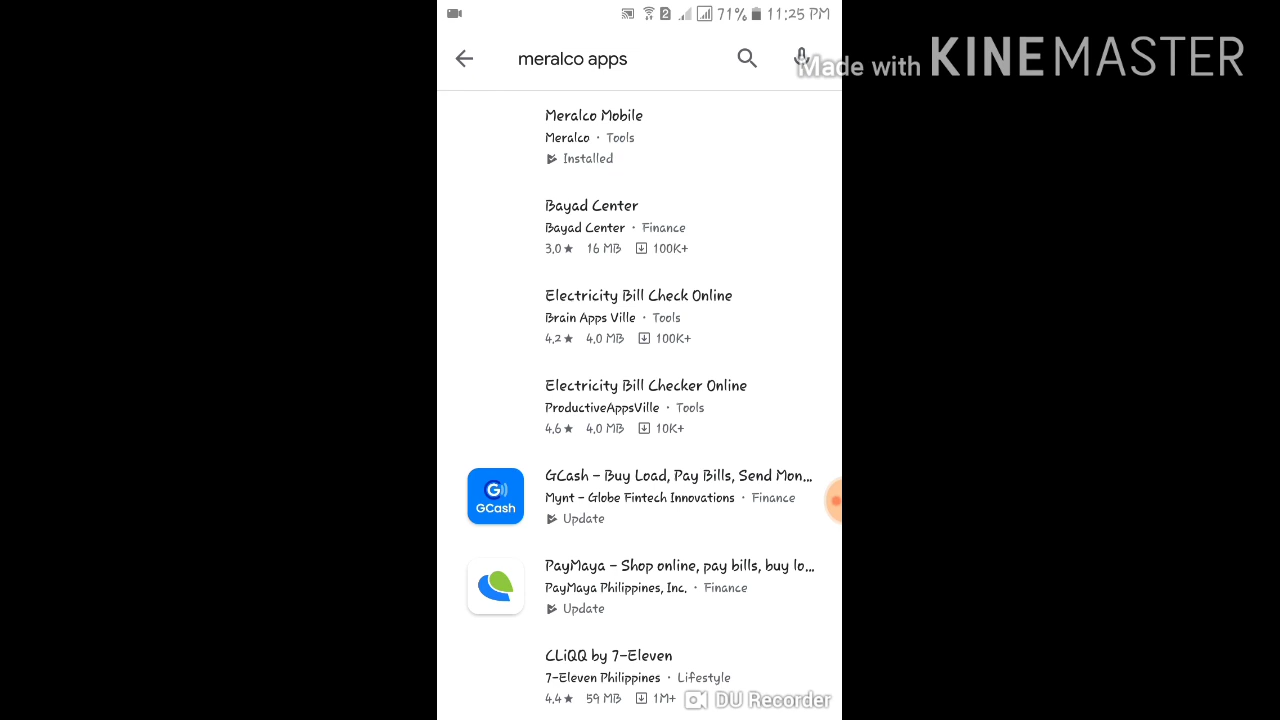 2 71% 11:25 PM
meralco apps
Made with KINEMASTER
Meralco Mobile
Meralco · Tools
Installed
Bayad Center
Bayad Center · Finance
3.0★ 16 MB 100K+
Electricity Bill Check Online
Brain Apps Ville · Tools
4.2★ 4.0 MB 100K+
Electricity Bill Checker Online
ProductiveAppsVille · Tools
4.6★ 4.0 MB 10K+
G
GCash
GCash – Buy Load, Pay Bills, Send Mon...
Mynt - Globe Fintech Innovations · Finance
Update
PayMaya – Shop online, pay bills, buy lo...
PayMaya Philippines, Inc. · Finance
Update
CLiQQ by 7-Eleven
7-Eleven Philippines · Lifestyle
4.4★ 59 MB 1M+
DU Recorder